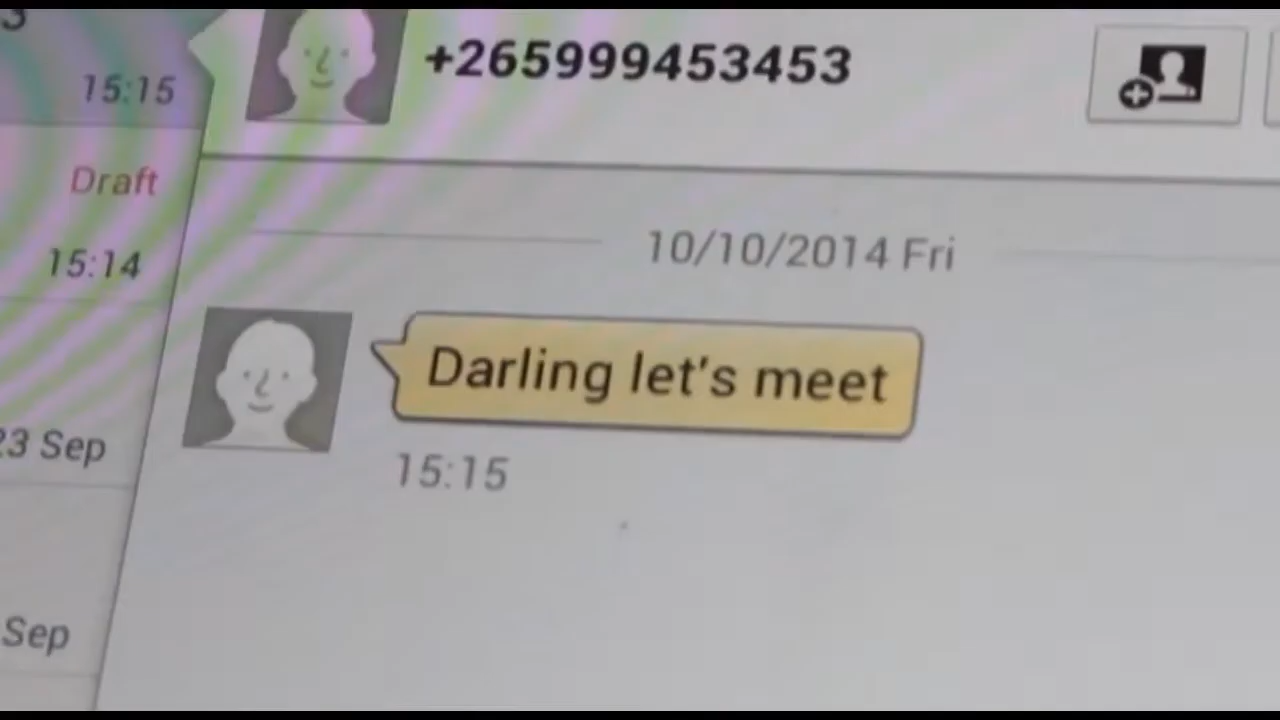 15:15
Draft
15:14
23 Sep
Sep
+265999453453
10/10/2014 Fri
Darling let's meet
15:15